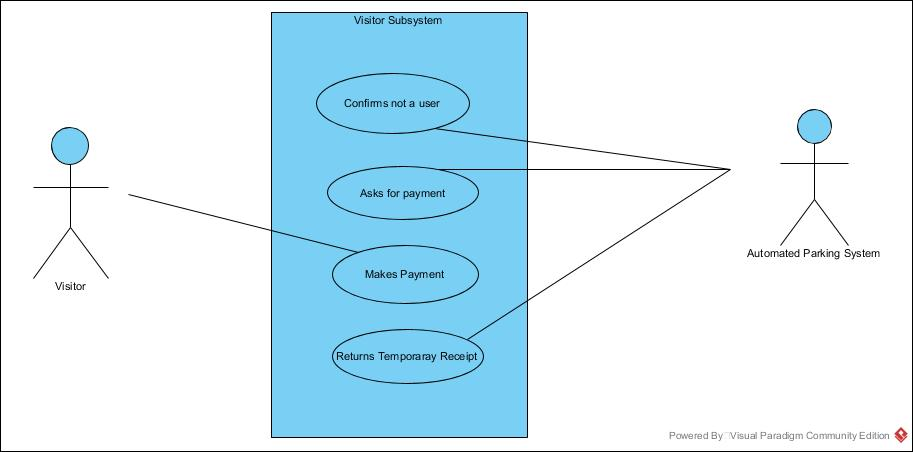 Visitor Subsystem
Confirms not a user
Asks for payment
Makes Payment
Returns Temporaray Receipt
Visitor
Automated Parking System
Powered By Visual Paradigm Community Edition